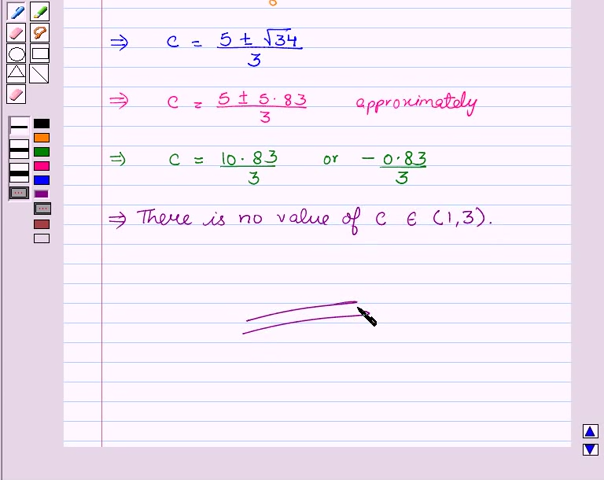 ⇒ c = (5 ± √34)/3
⇒ c = (5 ± 5.83)/3 approximately
⇒ c = 10.83/3 or -0.83/3
⇒ There is no value of c ∈ (1,3).